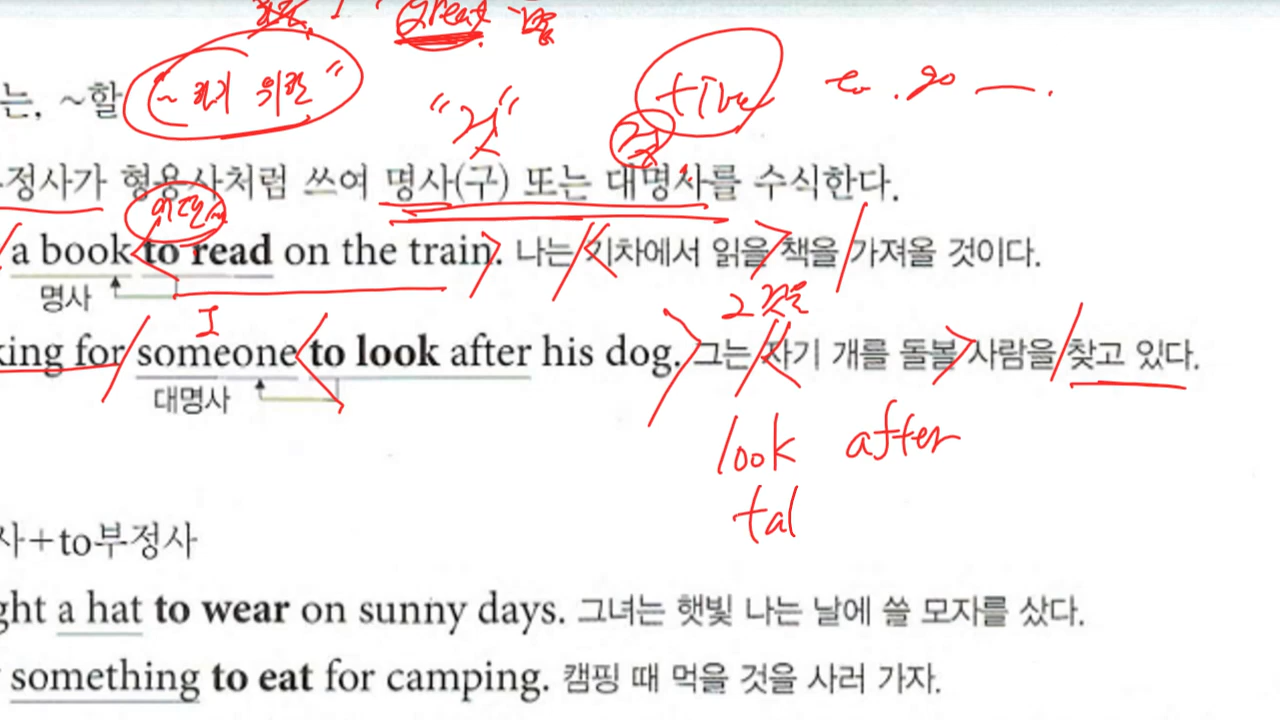 Great
는, ~할
~ 하기 위한"
"것"
time
to go
것
정사가 형용사처럼 쓰여 명사(구) 또는 대명사를 수식한다.
a book to read on the train. 나는 기차에서 읽을 책을 가져올 것이다.
명사
king for someone to look after his dog. 그는 자기 개를 돌볼 사람을 찾고 있다.
대명사
look after
tal
사+to부정사
ght a hat to wear on sunny days. 그녀는 햇빛 나는 날에 쓸 모자를 샀다.
something to eat for camping. 캠핑 때 먹을 것을 사러 가자.